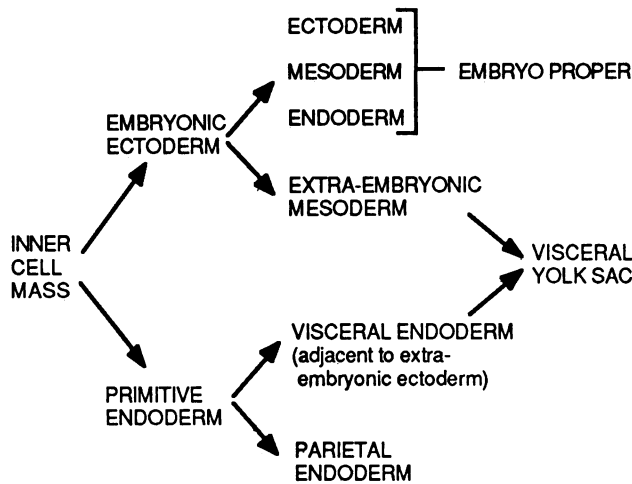 ECTODERM
MESODERM
EMBRYO PROPER
ENDODERM
EMBRYONIC
ECTODERM
EXTRA-EMBRYONIC
MESODERM
INNER
CELL
MASS
VISCERAL
YOLK SAC
VISCERAL ENDODERM
(adjacent to extra-
embryonic ectoderm)
PRIMITIVE
ENDODERM
PARIETAL
ENDODERM